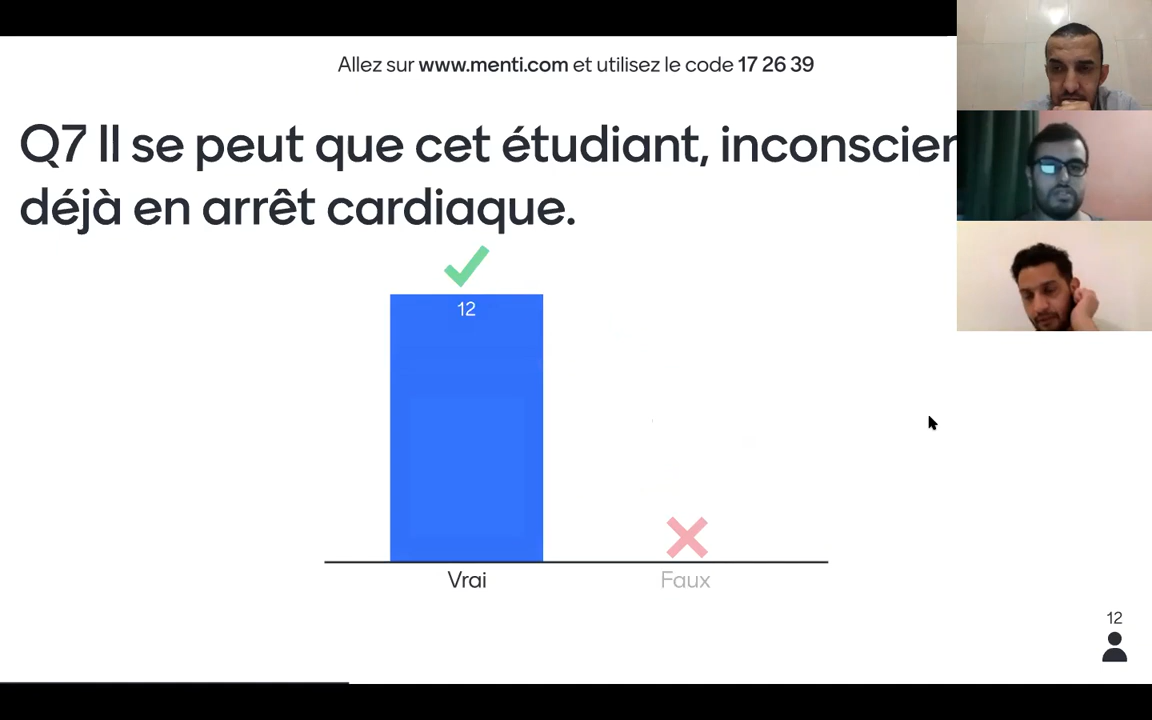 Allez sur www.menti.com et utilisez le code 17 26 39
Q7 Il se peut que cet étudiant,
déjà en arrêt cardiaque.
12
Vrai
Faux
12